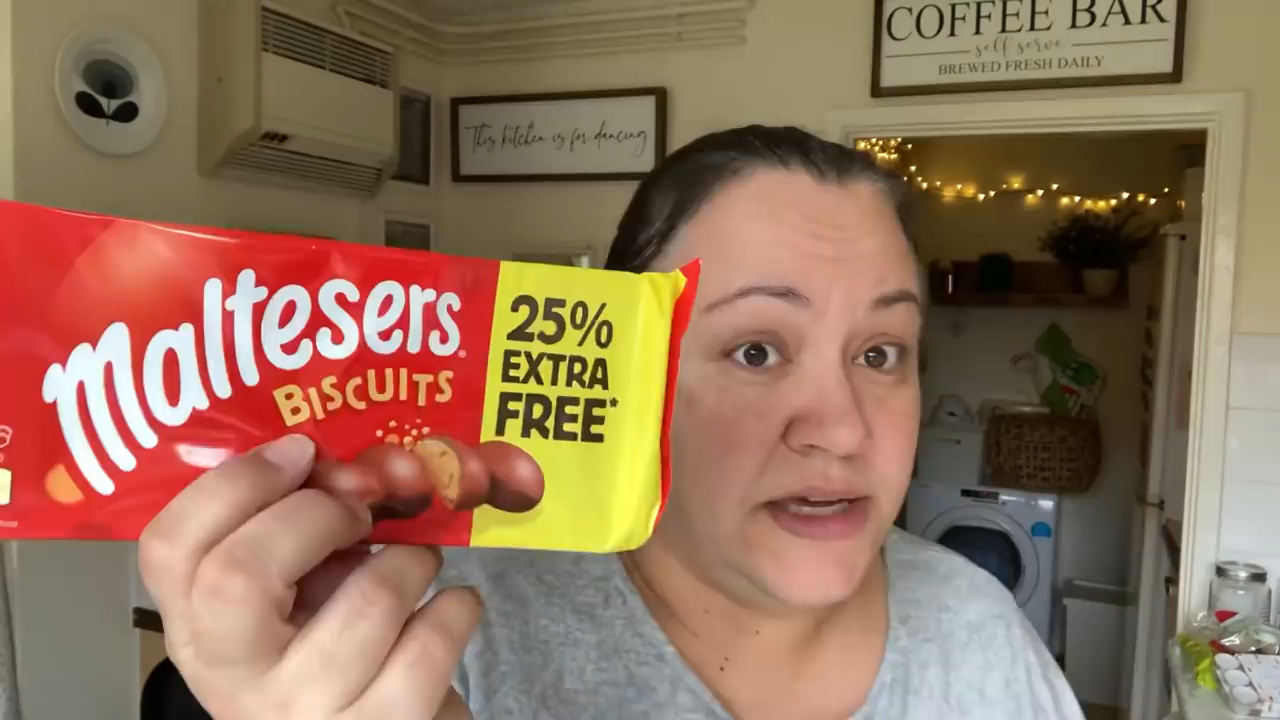 COFFEE BAR
self serve
BREWED FRESH DAILY
This kitchen is for dancing
Maltesers
BISCUITS
25%
EXTRA
FREE*